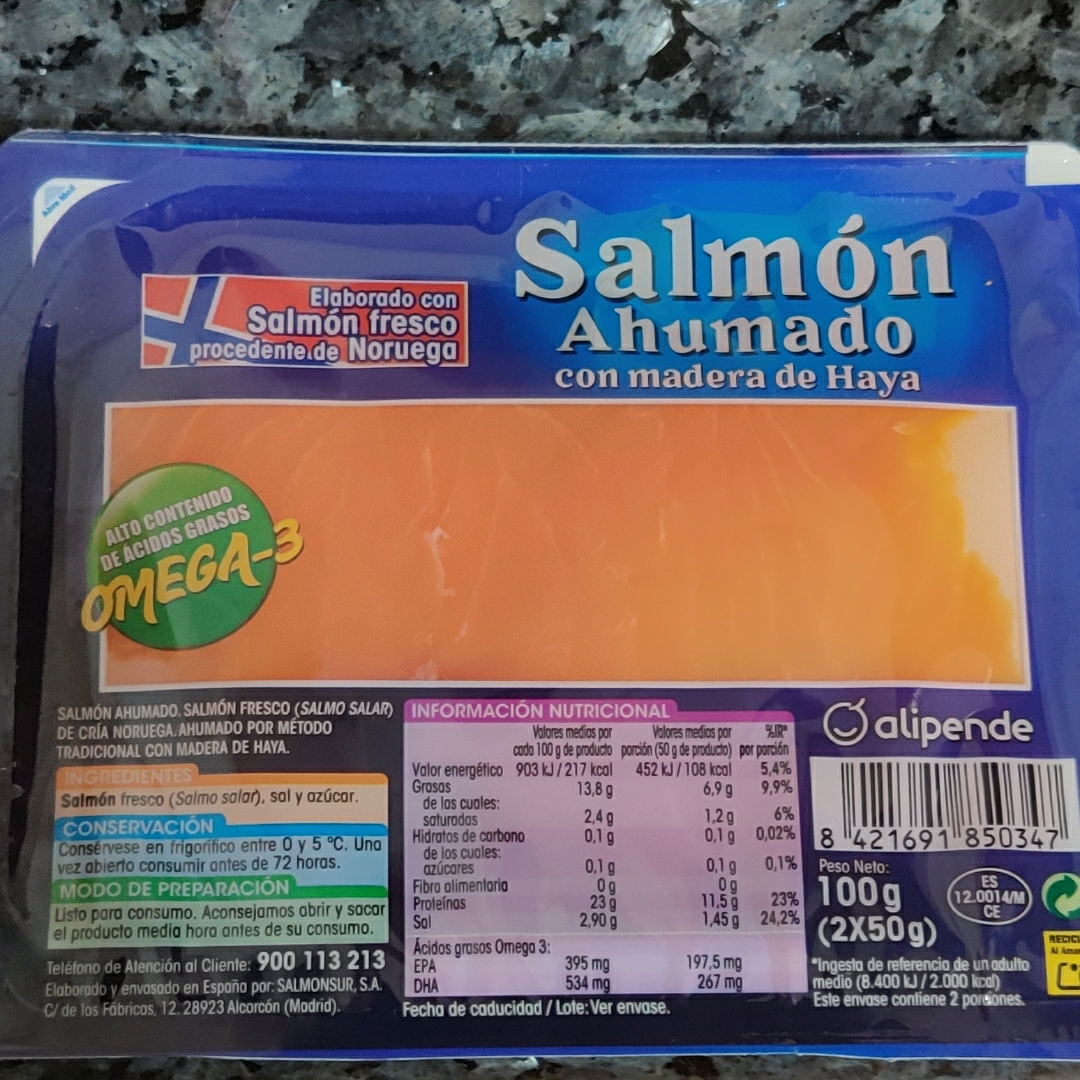 Abre fácil
Salmón
Ahumado
con madera de Haya
Elaborado con
Salmón fresco
procedente de Noruega
ALTO CONTENIDO
DE ÁCIDOS GRASOS
OMEGA-3
SALMÓN AHUMADO. SALMÓN FRESCO (SALMO SALAR)
DE CRÍA NORUEGA. AHUMADO POR MÉTODO
TRADICIONAL CON MADERA DE HAYA.
INGREDIENTES
Salmón fresco (Salmo salar), sal y azúcar.
CONSERVACIÓN
Consérvese en frigorífico entre 0 y 5 ºC. Una
vez abierto consumir antes de 72 horas.
MODO DE PREPARACIÓN
Listo para consumo. Aconsejamos abrir y sacar
el producto media hora antes de su consumo.
Teléfono de Atención al Cliente: 900 113 213
Elaborado y envasado en España por: SALMONSUR, S.A.
C/ de las Fábricas, 12. 28923 Alcorcón (Madrid).
INFORMACIÓN NUTRICIONAL
Valores medios por Valores medios por %IR*
cada 100 g de producto porción (50 g de producto) por porción
Valor energético 903 kJ / 217 kcal 452 kJ / 108 kcal 5,4%
Grasas 13,8 g 6,9 g 9,9%
de las cuales:
saturadas 2,4 g 1,2 g 6%
Hidratos de carbono 0,1 g 0,1 g 0,02%
de los cuales:
azúcares 0,1 g 0,1 g 0,1%
Fibra alimentaria 0 g 0 g
Proteínas 23 g 11,5 g 23%
Sal 2,90 g 1,45 g 24,2%
Ácidos grasos Omega 3:
EPA 395 mg 197,5 mg
DHA 534 mg 267 mg
Fecha de caducidad / Lote: Ver envase.
alipende
8 421691 850347
Peso Neto:
100g
(2X50g)
ES
12.0014/M
CE
*Ingesta de referencia de un adulto
medio (8.400 kJ / 2.000 kcal)
Este envase contiene 2 porciones.